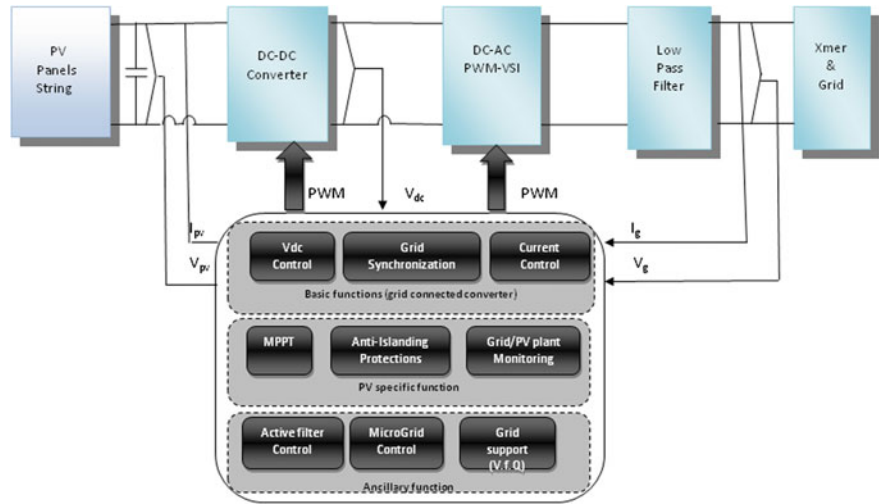 PV
Panels
String
DC-DC
Converter
DC-AC
PWM-VSI
Low
Pass
Filter
Xmer
&
Grid
PWM
Vdc
PWM
Ipv
Vpv
Ig
Vg
Vdc
Control
Grid
Synchronization
Current
Control
Basic functions (grid connected converter)
MPPT
Anti-Islanding
Protections
Grid/PV plant
Monitoring
PV specific function
Active filter
Control
MicroGrid
Control
Grid
support
(V.f.Q)
Ancillary function